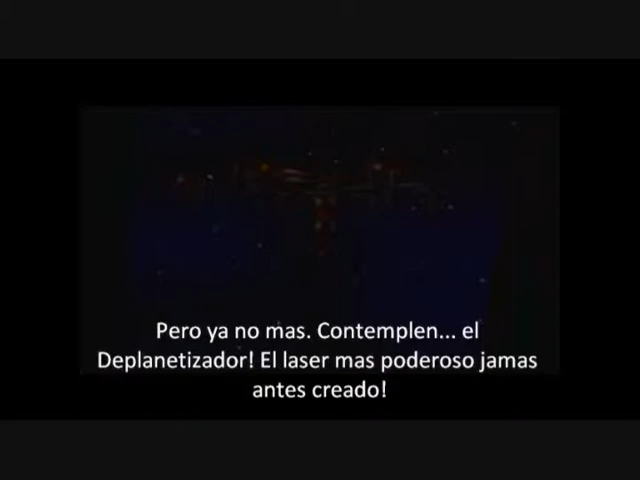 Pero ya no mas. Contemplen... el
Deplanetizador! El laser mas poderoso jamas
antes creado!